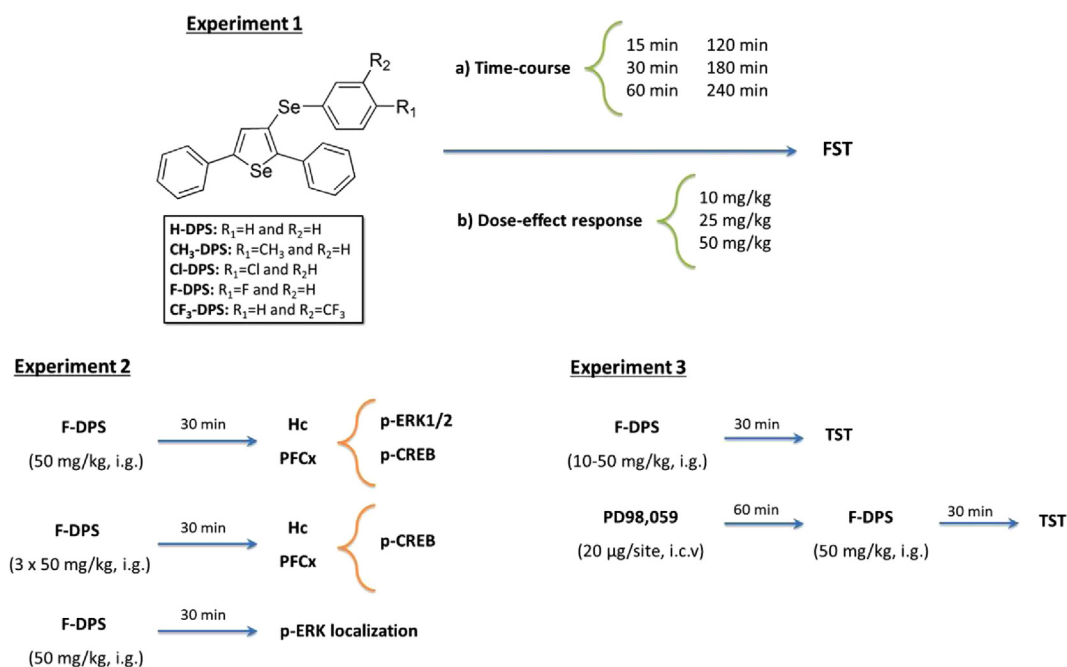 Experiment 1
R2
Se
R1
Se
a) Time-course
15 min 120 min
30 min 180 min
60 min 240 min
FST
b) Dose-effect response
10 mg/kg
25 mg/kg
50 mg/kg
H-DPS: R1=H and R2=H
CH3-DPS: R1=CH3 and R2=H
Cl-DPS: R1=Cl and R2H
F-DPS: R1=F and R2=H
CF3-DPS: R1=H and R2=CF3
Experiment 2
F-DPS
(50 mg/kg, i.g.)
30 min
Hc
PFCx
p-ERK1/2
p-CREB
F-DPS
(3 x 50 mg/kg, i.g.)
30 min
Hc
PFCx
p-CREB
F-DPS
(50 mg/kg, i.g.)
30 min
p-ERK localization
Experiment 3
F-DPS
(10-50 mg/kg, i.g.)
30 min
TST
PD98,059
(20 µg/site, i.c.v)
60 min
F-DPS
(50 mg/kg, i.g.)
30 min
TST